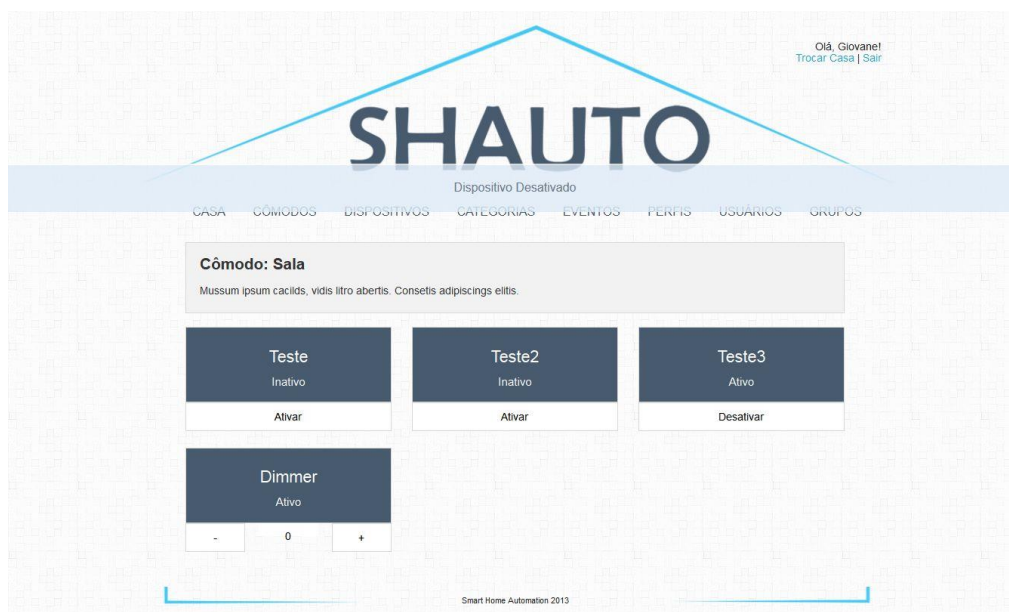 Olá, Giovane!
Trocar Casa | Sair
SHAUTO
Dispositivo Desativado
CASA CÔMODOS DISPOSITIVOS CATEGORIAS EVENTOS PERFIS USUÁRIOS GRUPOS
Cômodo: Sala
Mussum ipsum cacilds, vidis litro abertis. Consetis adipiscings elitis.
Teste Teste2 Teste3
Inativo Inativo Ativo
Ativar Ativar Desativar
Dimmer
Ativo
- 0 +
Smart Home Automation 2013